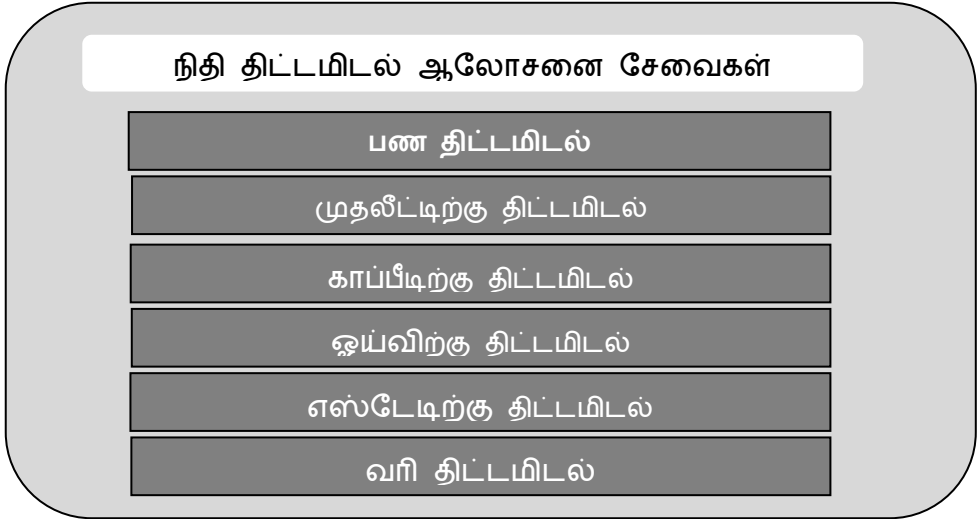 நிதி திட்டமிடல் ஆலோசனை சேவைகள்
பண திட்டமிடல்
முதலீட்டிற்கு திட்டமிடல்
காப்பீடிற்கு திட்டமிடல்
ஓய்விற்கு திட்டமிடல்
எஸ்டேடிற்கு திட்டமிடல்
வரி திட்டமிடல்